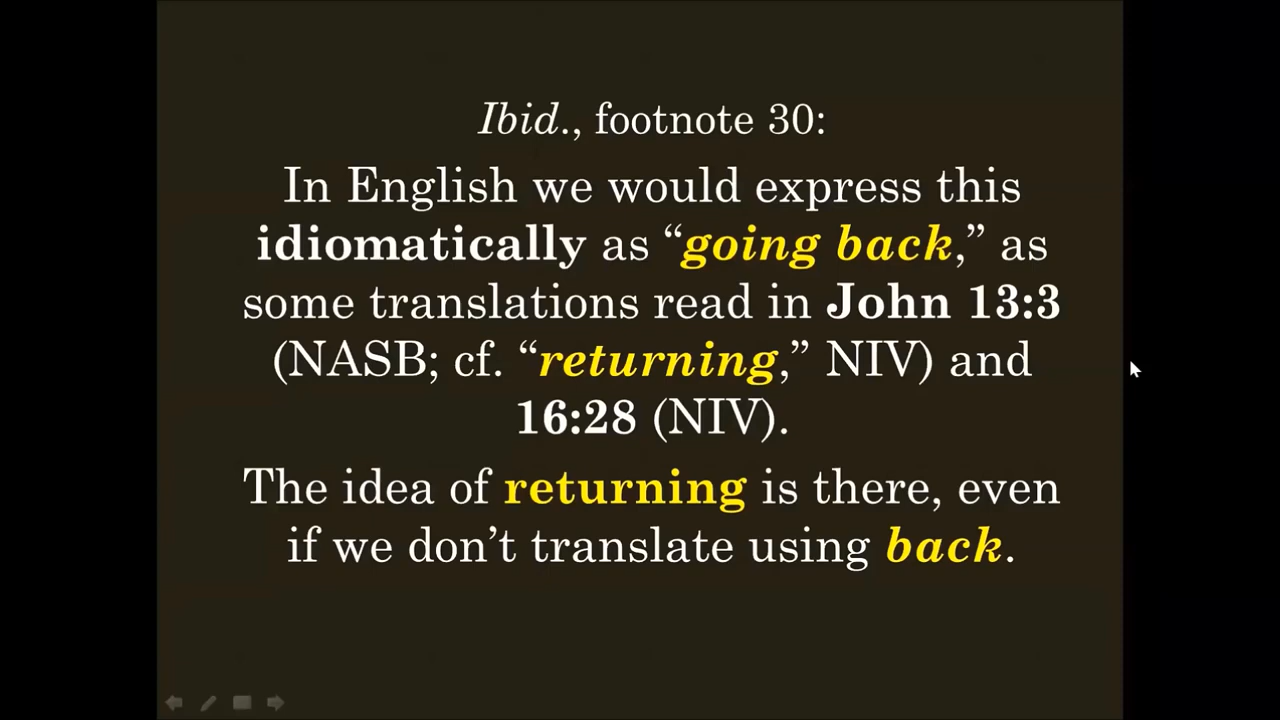 Ibid., footnote 30:
In English we would express this
idiomatically as “going back,” as
some translations read in John 13:3
(NASB; cf. “returning,” NIV) and
16:28 (NIV).
The idea of returning is there, even
if we don’t translate using back.